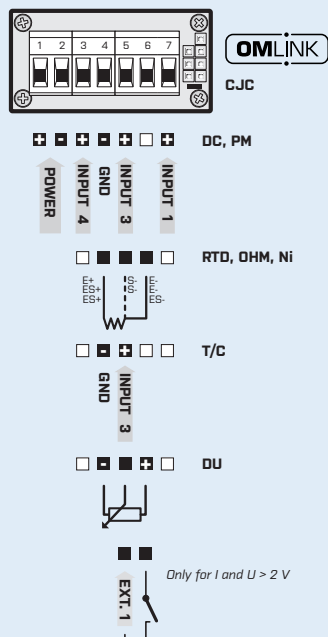 1 2 3 4 5 6 7
OMLINK
CJC
+ - + - + +
DC, PM
POWER
INPUT 4
GND
INPUT 3
INPUT 1
RTD, OHM, Ni
E+ S- E-
ES+ S- E-
ES+ ES-
- +
T/C
GND
INPUT 3
- +
DU
EXT. 1
Only for I and U > 2 V